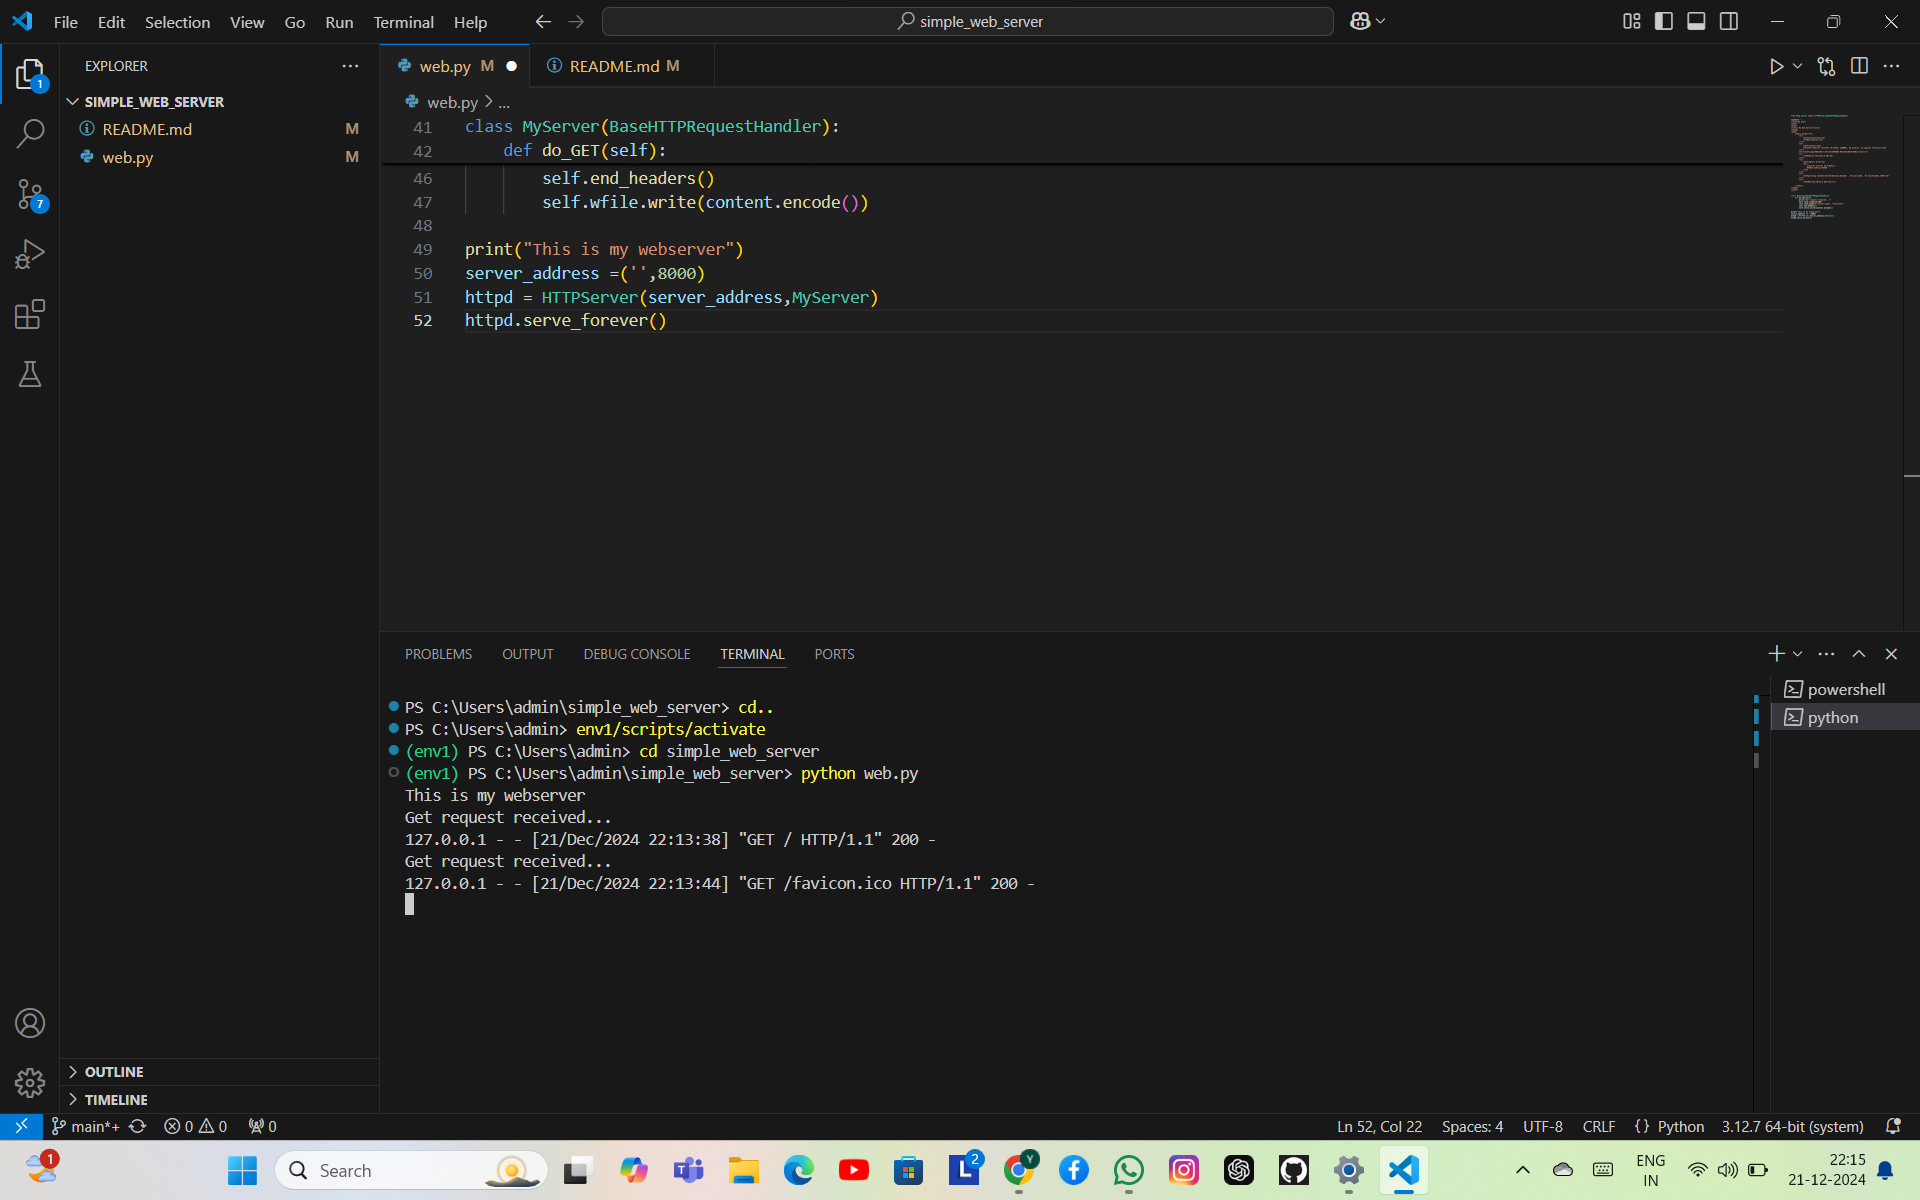 File Edit Selection View Go Run Terminal Help simple_web_server
EXPLORER
SIMPLE_WEB_SERVER
README.md M
web.py M
1
7
web.py M README.md M
web.py > ...
41 class MyServer(BaseHTTPRequestHandler):
42 def do_GET(self):
46 self.end_headers()
47 self.wfile.write(content.encode())
48
49 print("This is my webserver")
50 server_address =('',8000)
51 httpd = HTTPServer(server_address,MyServer)
52 httpd.serve_forever()
PROBLEMS OUTPUT DEBUG CONSOLE TERMINAL PORTS
powershell
python
PS C:\Users\admin\simple_web_server> cd..
PS C:\Users\admin> env1/scripts/activate
(env1) PS C:\Users\admin> cd simple_web_server
(env1) PS C:\Users\admin\simple_web_server> python web.py
This is my webserver
Get request received...
127.0.0.1 - - [21/Dec/2024 22:13:38] "GET / HTTP/1.1" 200 -
Get request received...
127.0.0.1 - - [21/Dec/2024 22:13:44] "GET /favicon.ico HTTP/1.1" 200 -
OUTLINE
TIMELINE
main*+ 0 0 0 Ln 52, Col 22 Spaces: 4 UTF-8 CRLF {} Python 3.12.7 64-bit (system)
1 Search 2 Y ENG 22:15
IN 21-12-2024